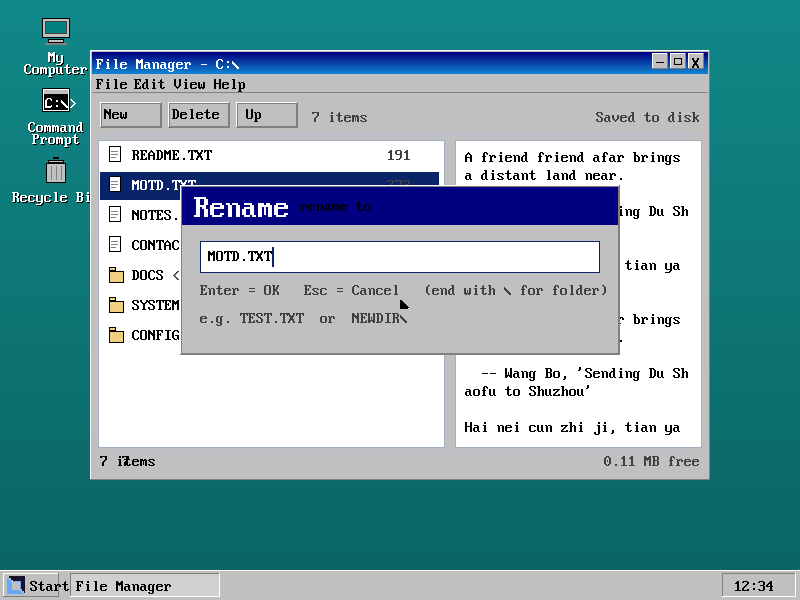 My
Computer
C:\>
Command
Prompt
Recycle Bi
File Manager - C:\
File Edit View Help
New Delete Up 7 items Saved to disk
README.TXT 191
MOTD.TXT
NOTES.
CONTAC
DOCS <
SYSTEM
CONFIG
Rename rename to
MOTD.TXT
Enter = OK Esc = Cancel (end with \ for folder)
e.g. TEST.TXT or NEWDIR\
A friend friend afar brings
a distant land near.
ing Du Sh
tian ya
r brings
.
-- Wang Bo, 'Sending Du Sh
aofu to Shuzhou'
Hai nei cun zhi ji, tian ya
7 items 0.11 MB free
Start File Manager 12:34